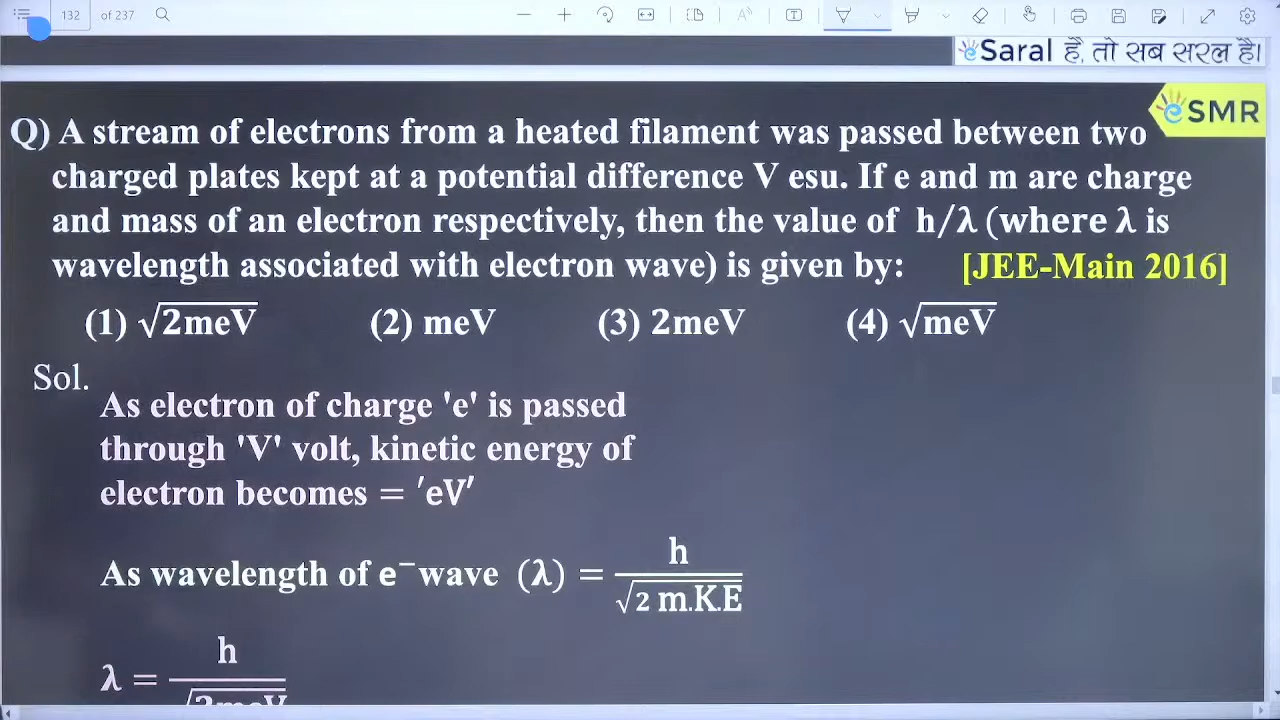 132 of 237
eSaral है, तो सब सरल है।
eSMR
Q) A stream of electrons from a heated filament was passed between two
charged plates kept at a potential difference V esu. If e and m are charge
and mass of an electron respectively, then the value of h/λ (where λ is
wavelength associated with electron wave) is given by: [JEE-Main 2016]
(1) √2meV (2) meV (3) 2meV (4) √meV
Sol.
As electron of charge 'e' is passed
through 'V' volt, kinetic energy of
electron becomes = 'eV'
As wavelength of e⁻ wave (λ) = h / √2 m.K.E
λ = h / √2meV